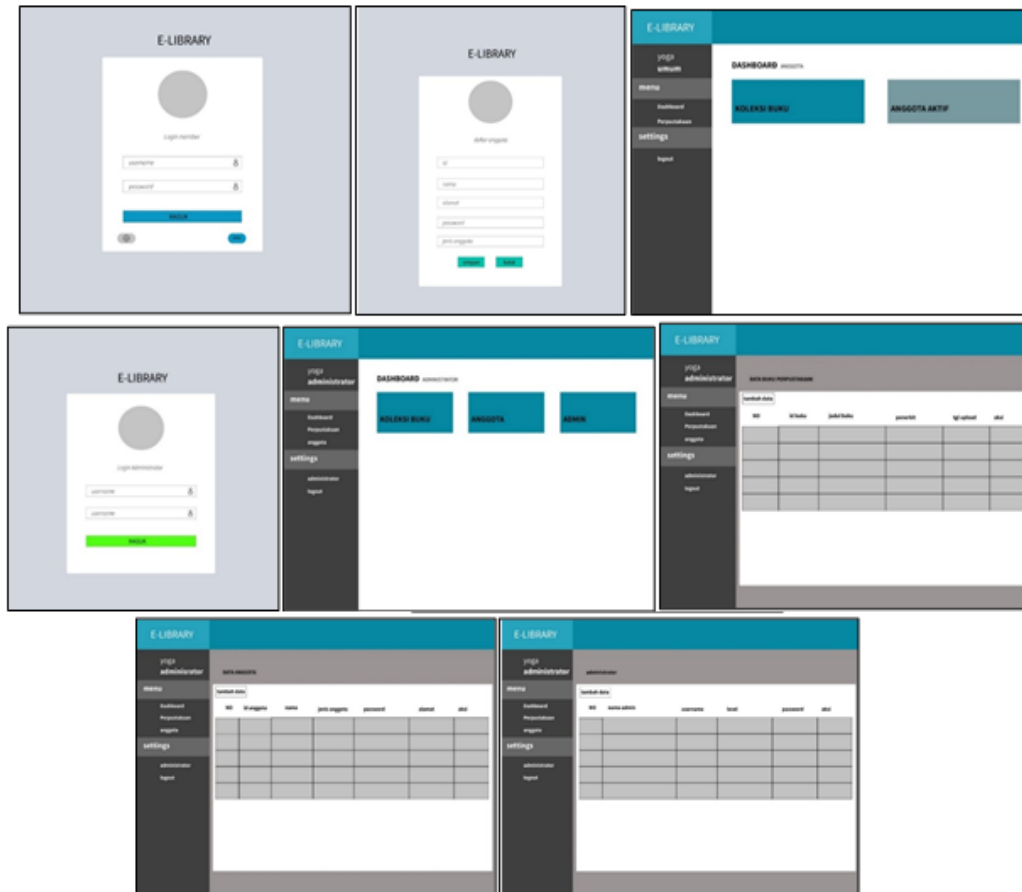 E-LIBRARY
Login member
username
password
MASUK
E-LIBRARY
daftar anggota
id
nama
alamat
password
jenis anggota
simpan batal
E-LIBRARY
yoga
umum
menu
Dashboard
Perpustakaan
settings
logout
DASHBOARD ANGGOTA
KOLEKSI BUKU ANGGOTA AKTIF
E-LIBRARY
Login Administrator
username
username
MASUK
E-LIBRARY
yoga
administrator
menu
Dashboard
Perpustakaan
anggota
settings
administrator
logout
DASHBOARD ADMINISTRATOR
KOLEKSI BUKU ANGGOTA ADMIN
E-LIBRARY
yoga
administrator
menu
Dashboard
Perpustakaan
anggota
settings
administrator
logout
DATA BUKU PERPUSTAKAAN
tambah data
NO id buku judul buku penerbit tgl upload aksi
E-LIBRARY
yoga
adminisrator
menu
Dashboard
Perpustakaan
anggota
settings
administrator
logout
DATA ANGGOTA
tambah data
NO id anggota nama jenis anggota password alamat aksi
E-LIBRARY
yoga
administrator
menu
Dashboard
Perpustakaan
anggota
settings
administrator
logout
administrator
tambah data
NO nama admin username level password aksi